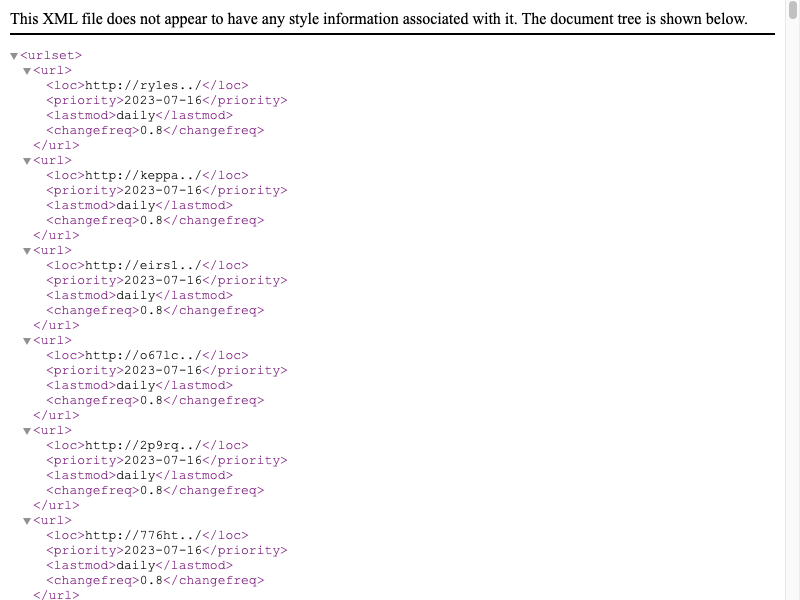 This XML file does not appear to have any style information associated with it. The document tree is shown below.
<urlset>
<url>
<loc>http://ry1es../</loc>
<priority>2023-07-16</priority>
<lastmod>daily</lastmod>
<changefreq>0.8</changefreq>
</url>
<url>
<loc>http://keppa../</loc>
<priority>2023-07-16</priority>
<lastmod>daily</lastmod>
<changefreq>0.8</changefreq>
</url>
<url>
<loc>http://eirs1../</loc>
<priority>2023-07-16</priority>
<lastmod>daily</lastmod>
<changefreq>0.8</changefreq>
</url>
<url>
<loc>http://o67lc../</loc>
<priority>2023-07-16</priority>
<lastmod>daily</lastmod>
<changefreq>0.8</changefreq>
</url>
<url>
<loc>http://2p9rq../</loc>
<priority>2023-07-16</priority>
<lastmod>daily</lastmod>
<changefreq>0.8</changefreq>
</url>
<url>
<loc>http://776ht../</loc>
<priority>2023-07-16</priority>
<lastmod>daily</lastmod>
<changefreq>0.8</changefreq>
</url>